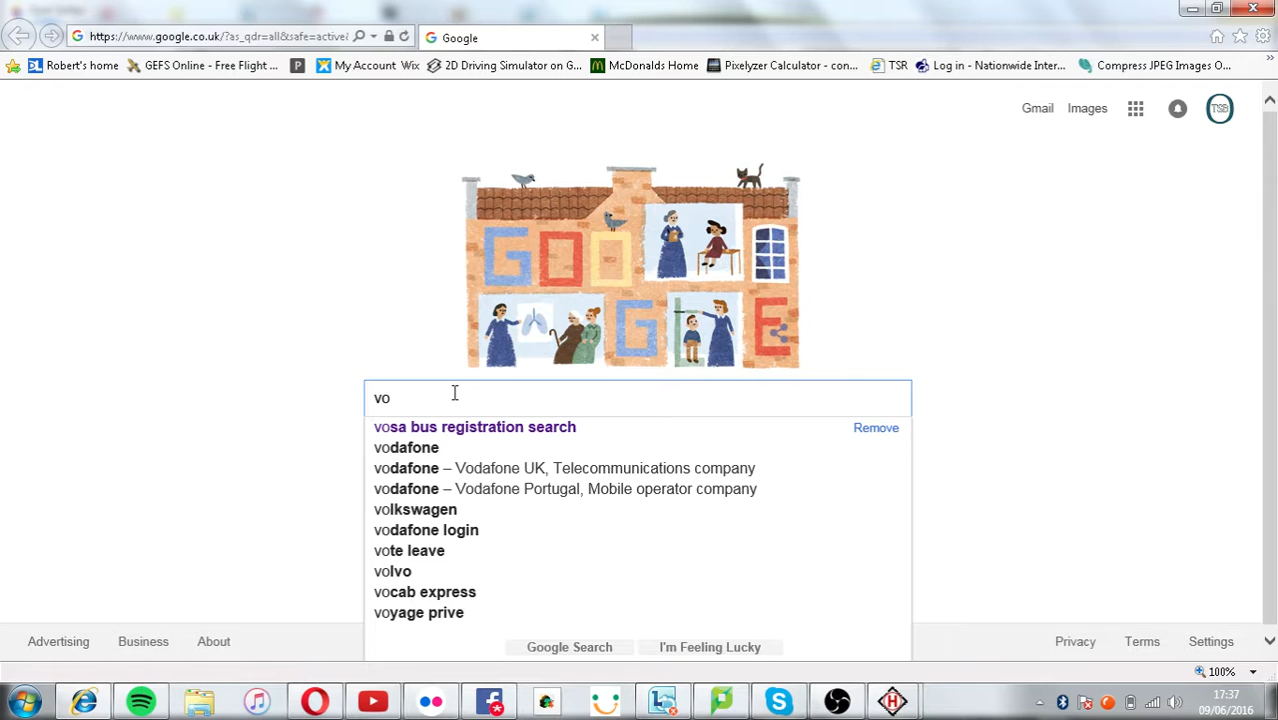 https://www.google.co.uk/?as_qdr=all&safe=active&
Google
Robert's home
GEFS Online - Free Flight ...
P
My Account Wix
2D Driving Simulator on G...
McDonalds Home
Pixelyzer Calculator - con...
TSR
Log in - Nationwide Inter...
Compress JPEG Images O...
Gmail
Images
TSB
GOOGLE
vo
vosa bus registration search
Remove
vodafone
vodafone – Vodafone UK, Telecommunications company
vodafone – Vodafone Portugal, Mobile operator company
volkswagen
vodafone login
vote leave
volvo
vocab express
voyage prive
Google Search
I'm Feeling Lucky
Advertising
Business
About
Privacy
Terms
Settings
100%
17:37
09/06/2016